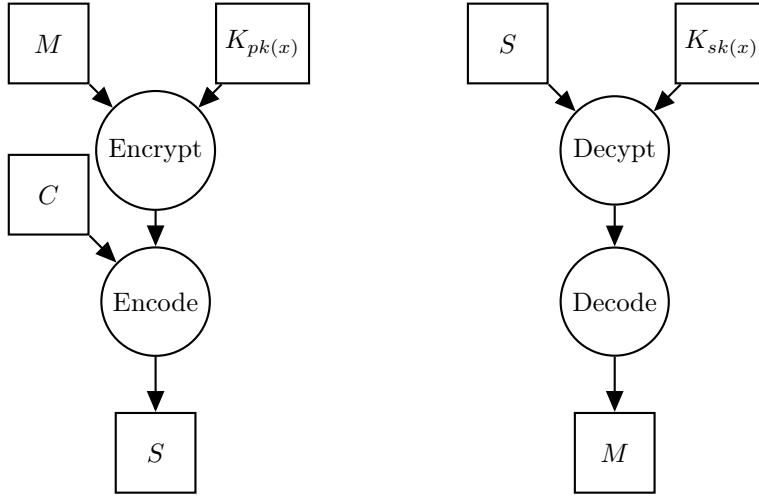 M
K_{pk(x)}
Encrypt
C
Encode
S
S
K_{sk(x)}
Decypt
Decode
M